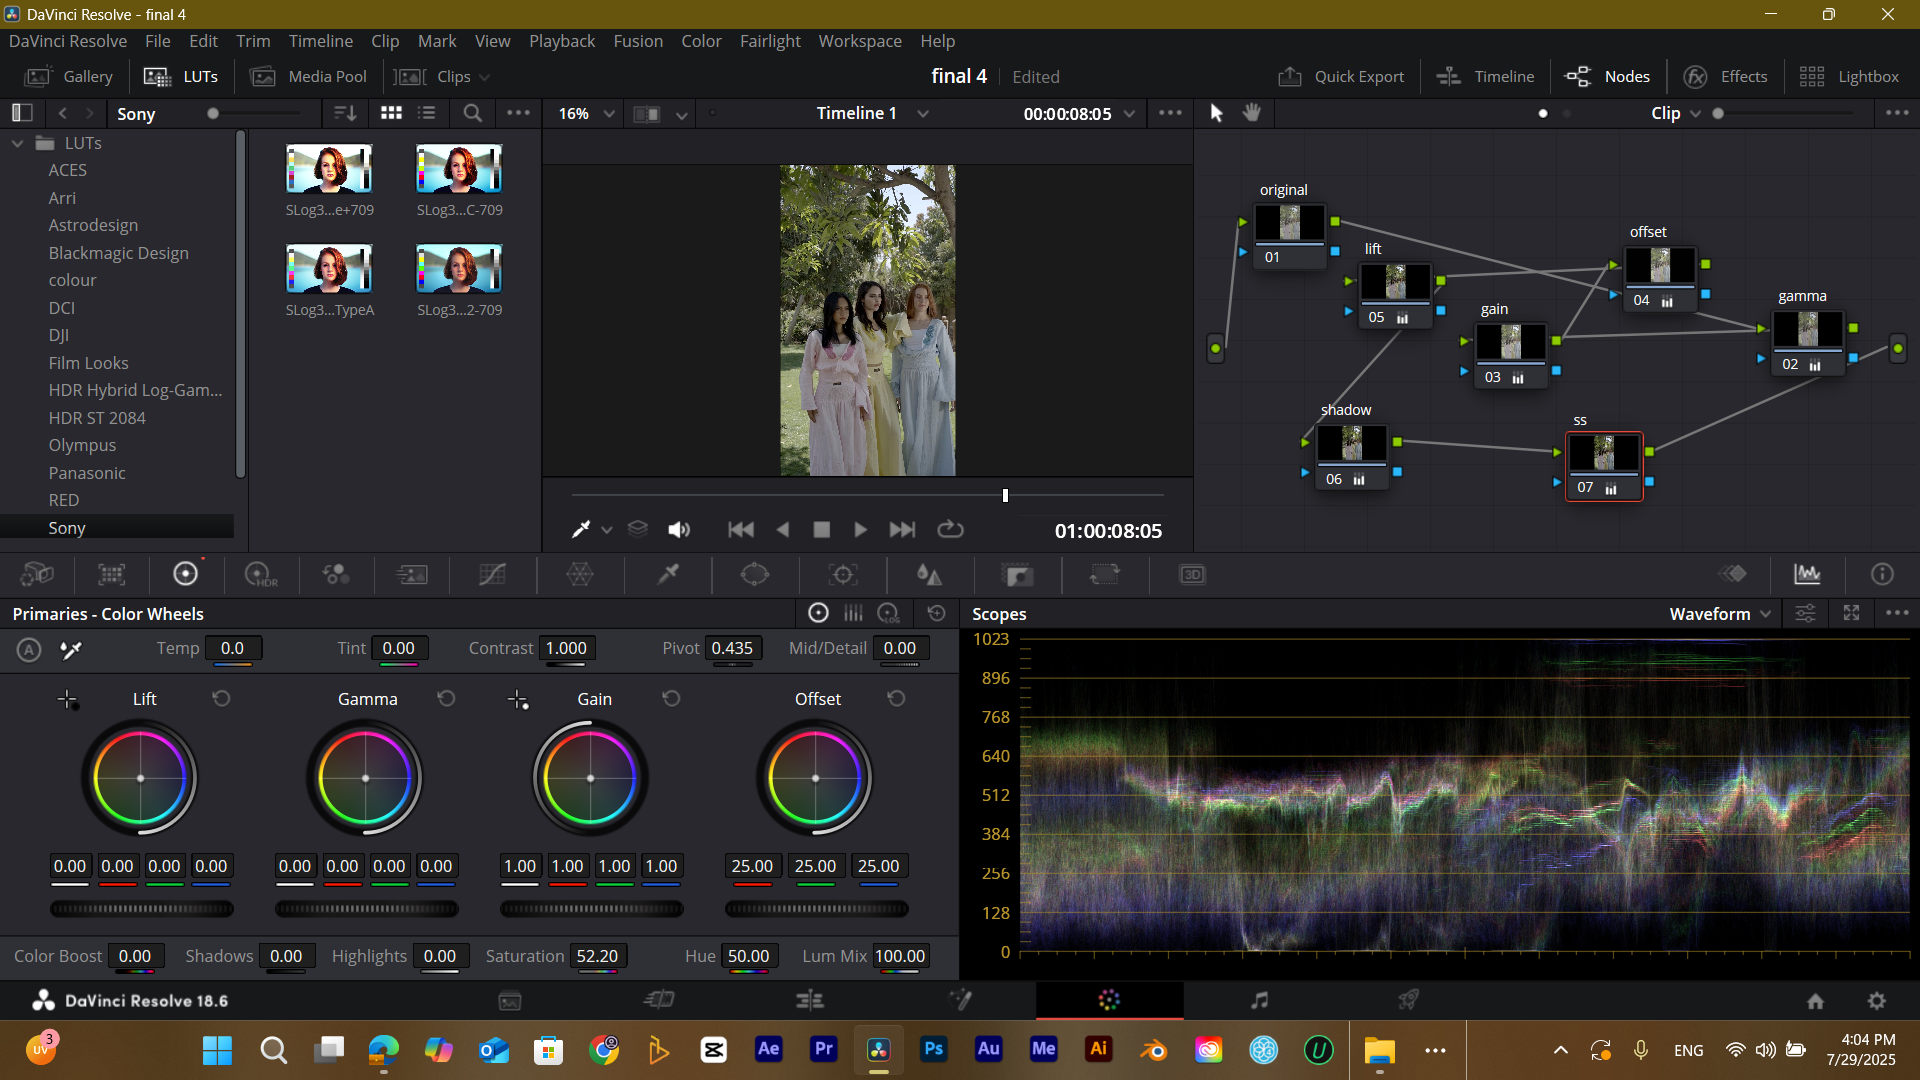 DaVinci Resolve - final 4
DaVinci Resolve File Edit Trim Timeline Clip Mark View Playback Fusion Color Fairlight Workspace Help
Gallery LUTs Media Pool Clips final 4 Edited Quick Export Timeline Nodes Effects Lightbox
Sony 16% Timeline 1 00:00:08:05 Clip
LUTs
ACES
Arri
Astrodesign
Blackmagic Design
colour
DCI
DJI
Film Looks
HDR Hybrid Log-Gam...
HDR ST 2084
Olympus
Panasonic
RED
Sony
SLog3...e+709 SLog3...C-709
SLog3...TypeA SLog3...2-709
01:00:08:05
original
01
lift
05
gain
03
offset
04
gamma
02
shadow
06
ss
07
HDR
3D
Primaries - Color Wheels
LOG
A Temp 0.0 Tint 0.00 Contrast 1.000 Pivot 0.435 Mid/Detail 0.00
Lift Gamma Gain Offset
0.00 0.00 0.00 0.00 0.00 0.00 0.00 0.00 1.00 1.00 1.00 1.00 25.00 25.00 25.00
Color Boost 0.00 Shadows 0.00 Highlights 0.00 Saturation 52.20 Hue 50.00 Lum Mix 100.00
Scopes Waveform
1023
896
768
640
512
384
256
128
0
DaVinci Resolve 18.6
3
UV
Ae Pr Ps Au Me Ai
U
ENG
4:04 PM
7/29/2025